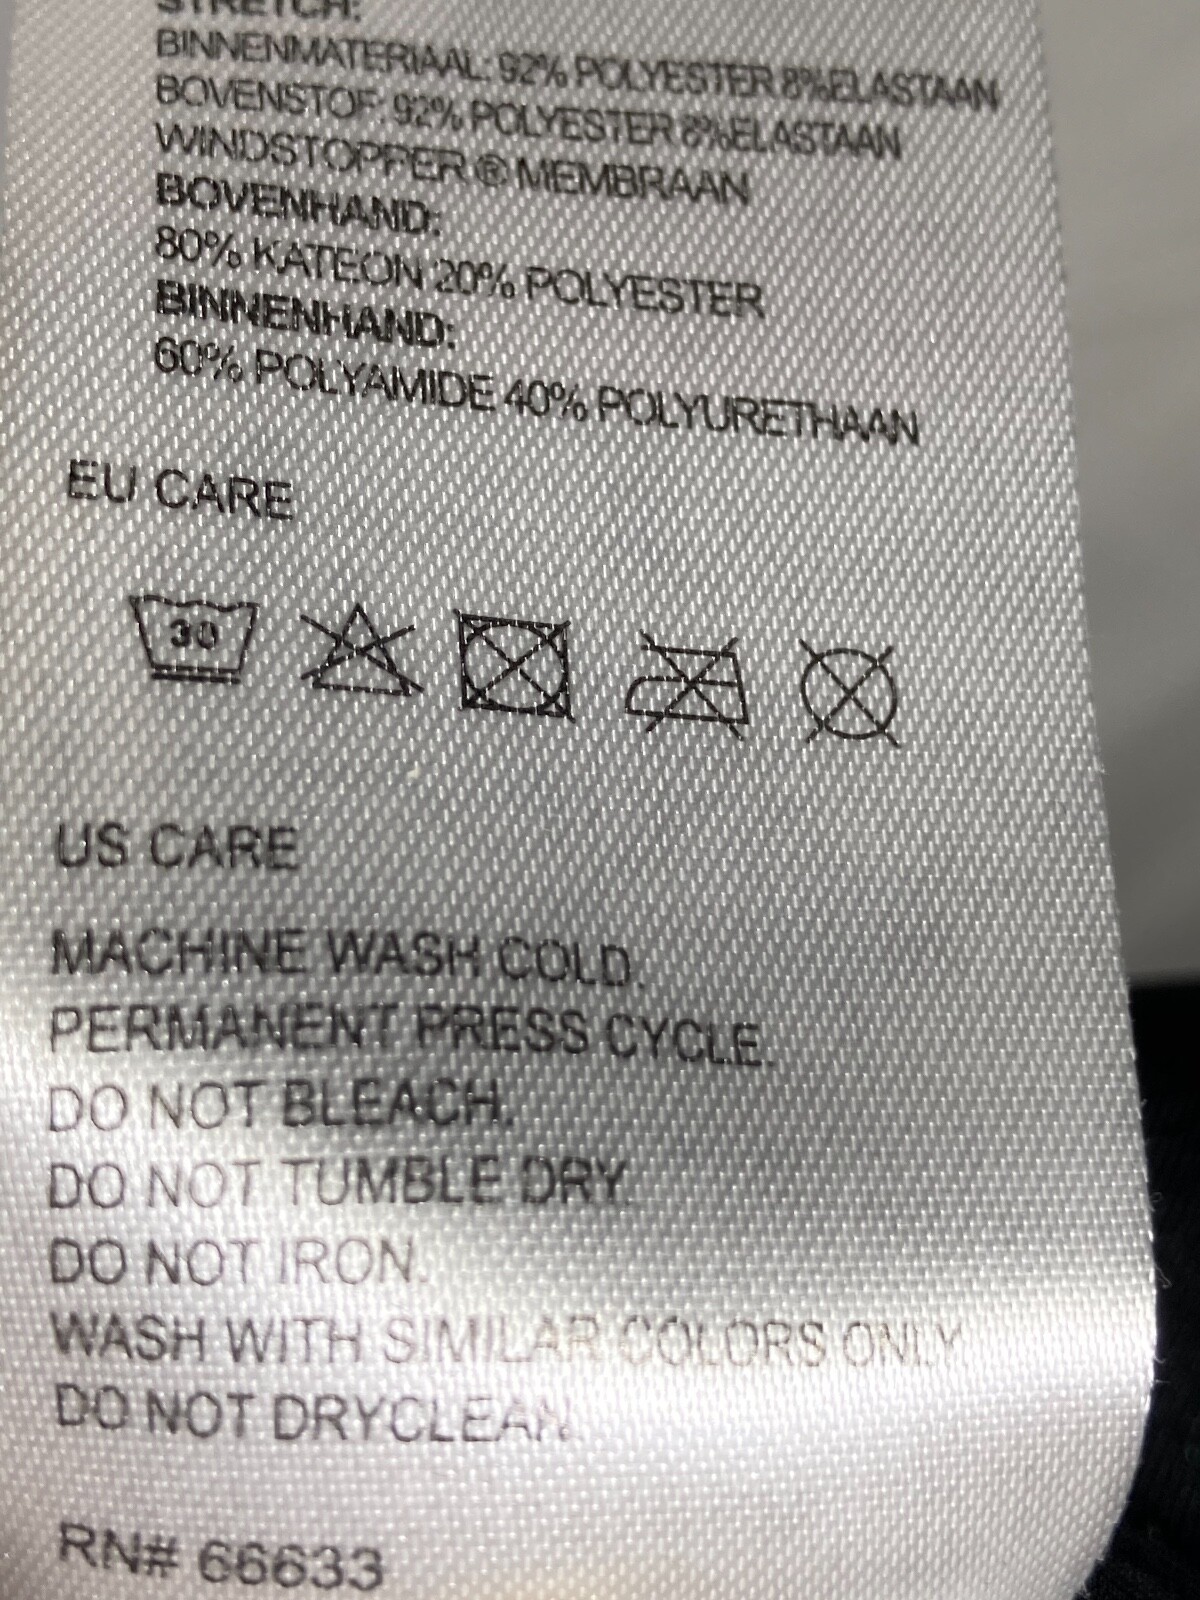 STRETCH:
BINNENMATERIAAL: 92% POLYESTER 8%ELASTAAN
BOVENSTOF: 92% POLYESTER 8%ELASTAAN
WINDSTOPPER® MEMBRAAN
BOVENHAND:
80% KATEON 20% POLYESTER
BINNENHAND:
60% POLYAMIDE 40% POLYURETHAAN
EU CARE
30
US CARE
MACHINE WASH COLD.
PERMANENT PRESS CYCLE.
DO NOT BLEACH.
DO NOT TUMBLE DRY.
DO NOT IRON.
WASH WITH SIMILAR COLORS ONLY
DO NOT DRYCLEAN.
RN# 66633